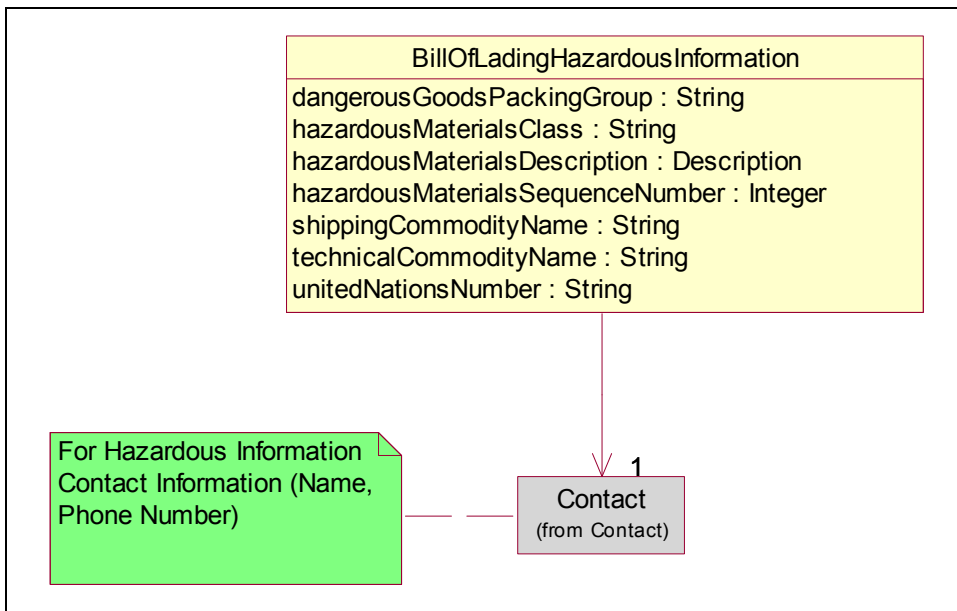 BillOfLadingHazardousInformation
dangerousGoodsPackingGroup : String
hazardousMaterialsClass : String
hazardousMaterialsDescription : Description
hazardousMaterialsSequenceNumber : Integer
shippingCommodityName : String
technicalCommodityName : String
unitedNationsNumber : String
For Hazardous Information
Contact Information (Name,
Phone Number)
1
Contact
(from Contact)